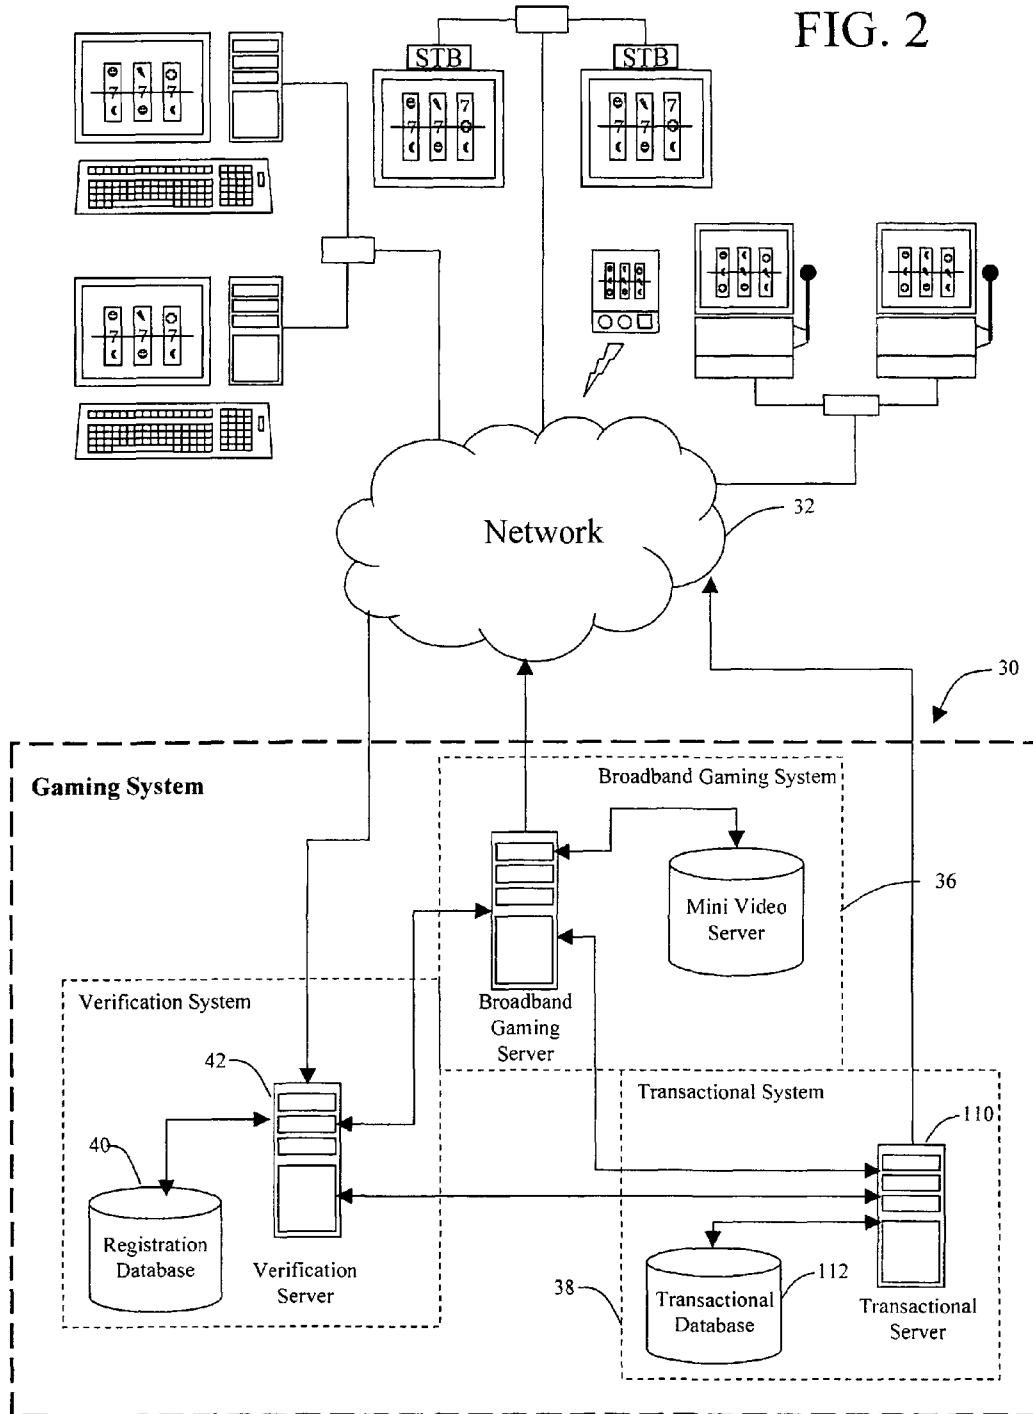 FIG. 2
STB
STB
Network
32
30
Gaming System
Broadband Gaming System
36
Mini Video
Server
Broadband
Gaming
Server
Verification System
42
40
Registration
Database
Verification
Server
Transactional System
110
38
112
Transactional
Database
Transactional
Server